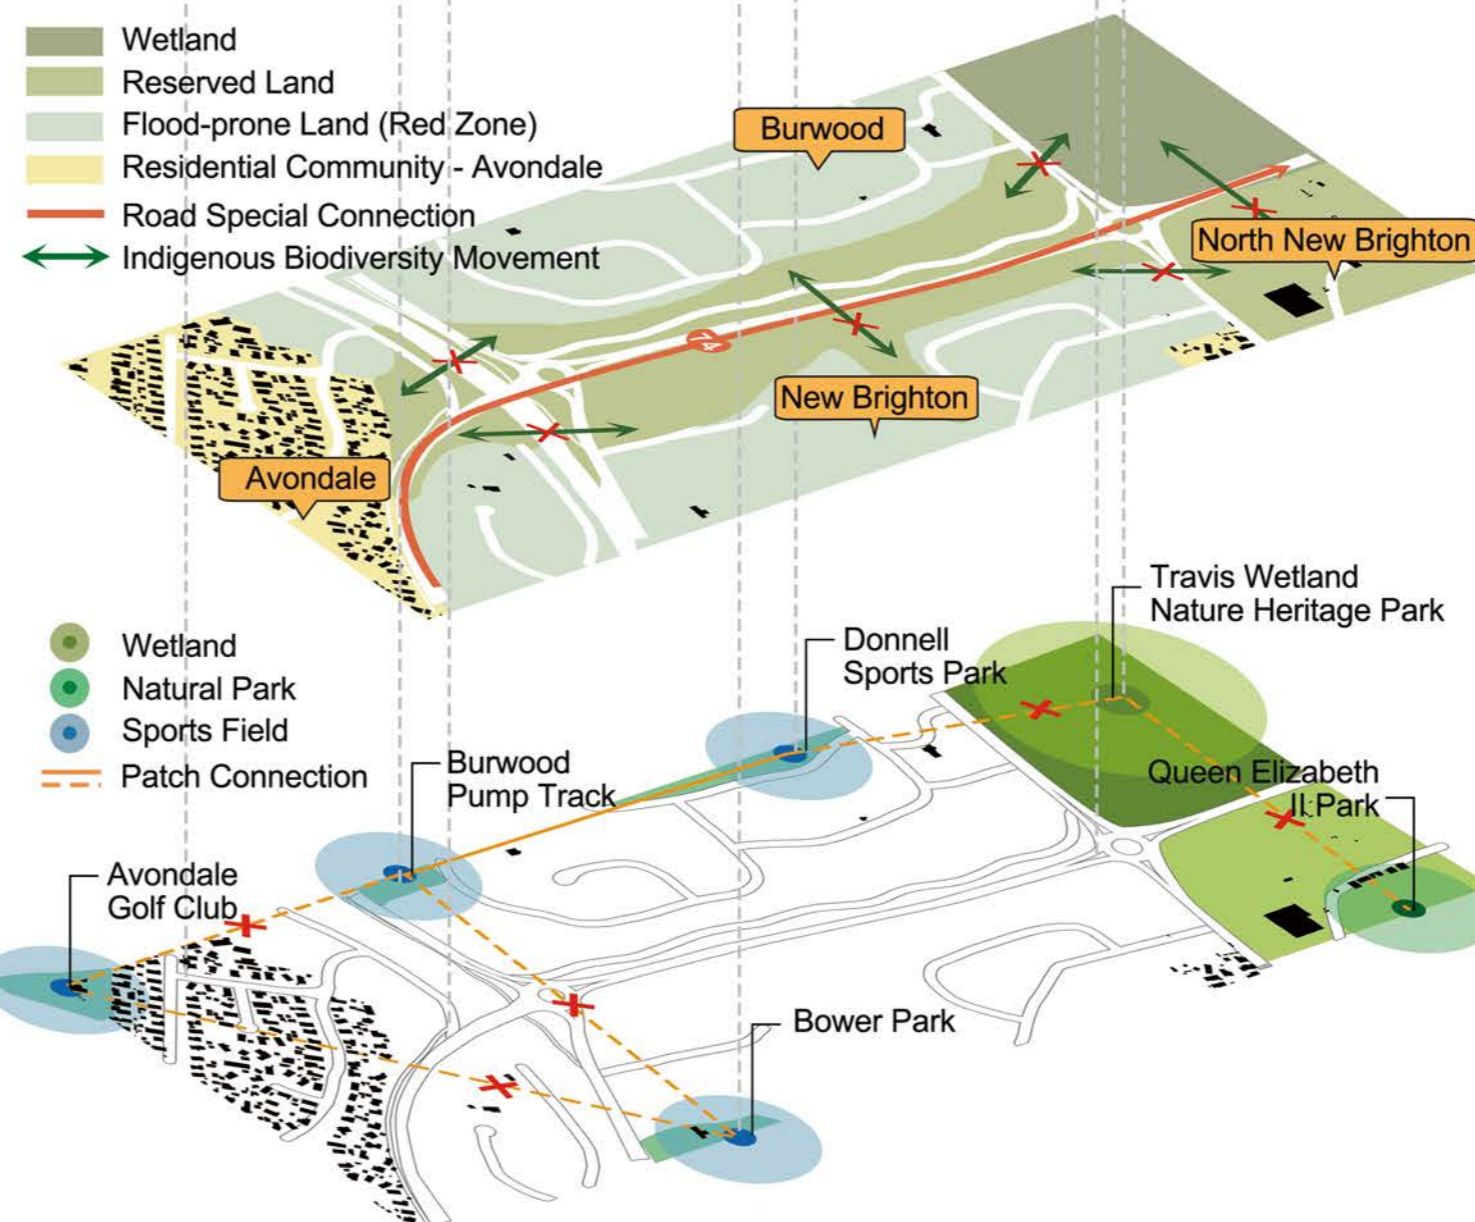 Wetland
Reserved Land
Flood-prone Land (Red Zone)
Residential Community - Avondale
Road Special Connection
Indigenous Biodiversity Movement
Burwood
North New Brighton
74
New Brighton
Avondale
Wetland
Natural Park
Sports Field
Patch Connection
Travis Wetland
Nature Heritage Park
Donnell
Sports Park
Burwood
Pump Track
Queen Elizabeth
II Park
Avondale
Golf Club
Bower Park